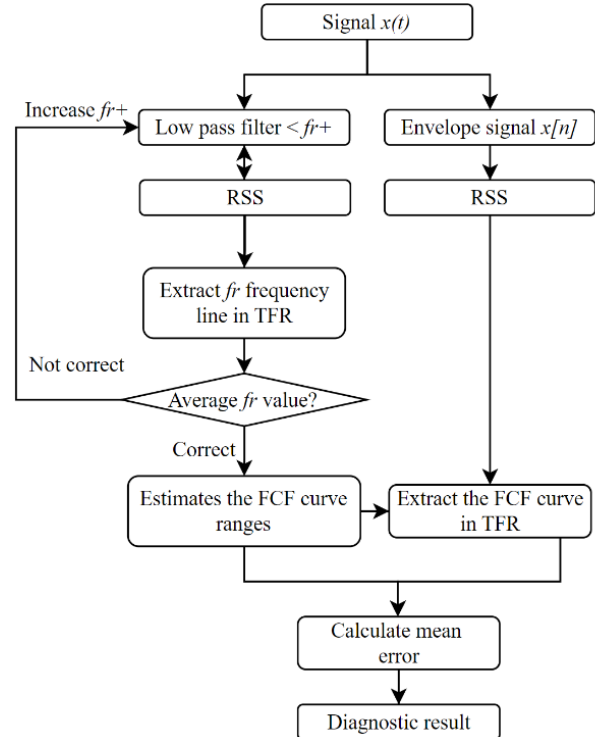 Signal x(t)
Increase fr+
Low pass filter < fr+
Envelope signal x[n]
RSS
RSS
Extract fr frequency
line in TFR
Not correct
Average fr value?
Correct
Estimates the FCF curve
ranges
Extract the FCF curve
in TFR
Calculate mean
error
Diagnostic result